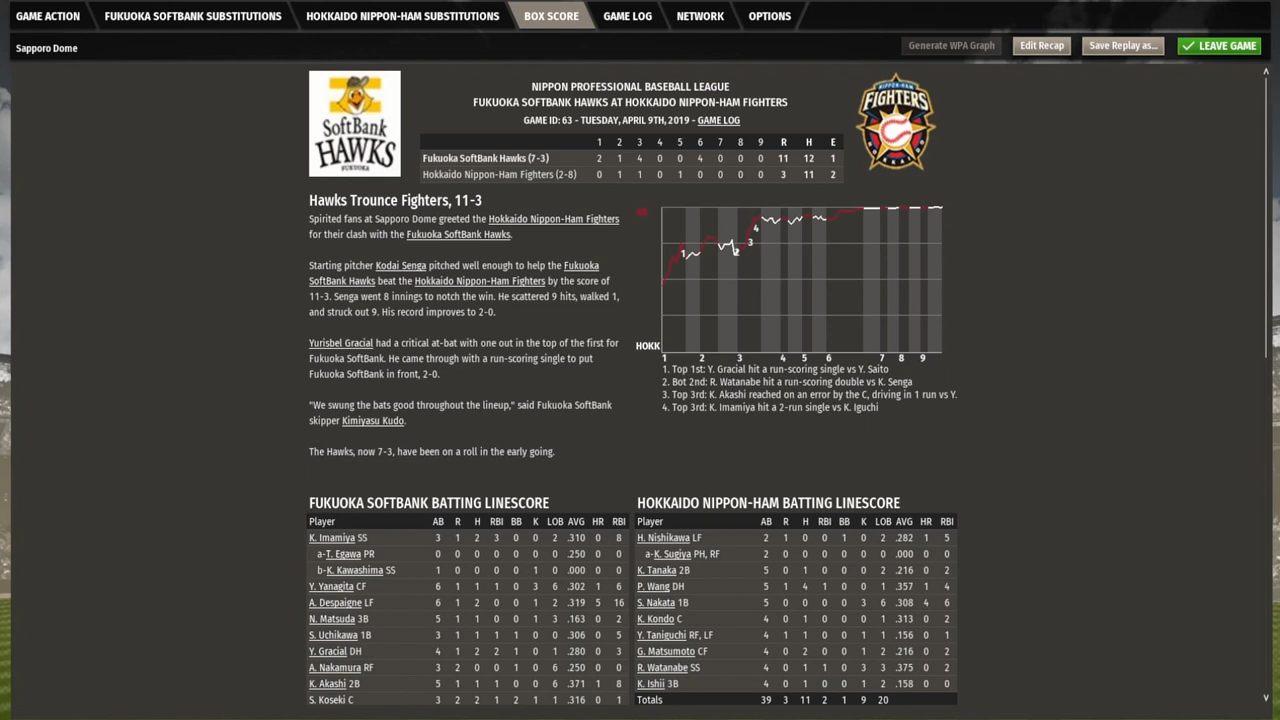 GAME ACTION FUKUOKA SOFTBANK SUBSTITUTIONS HOKKAIDO NIPPON-HAM SUBSTITUTIONS BOX SCORE GAME LOG NETWORK OPTIONS
Sapporo Dome Generate WPA Graph Edit Recap Save Replay as... LEAVE GAME
SoftBank
HAWKS
FUKUOKA
NIPPON PROFESSIONAL BASEBALL LEAGUE
FUKUOKA SOFTBANK HAWKS AT HOKKAIDO NIPPON-HAM FIGHTERS
GAME ID: 63 - TUESDAY, APRIL 9TH, 2019 - GAME LOG
NIPPON-HAM
FIGHTERS
1 2 3 4 5 6 7 8 9 R H E
Fukuoka SoftBank Hawks (7-3) 2 1 4 0 0 4 0 0 0 11 12 1
Hokkaido Nippon-Ham Fighters (2-8) 0 1 1 0 1 0 0 0 0 3 11 2
Hawks Trounce Fighters, 11-3
Spirited fans at Sapporo Dome greeted the Hokkaido Nippon-Ham Fighters
for their clash with the Fukuoka SoftBank Hawks.
Starting pitcher Kodai Senga pitched well enough to help the Fukuoka
SoftBank Hawks beat the Hokkaido Nippon-Ham Fighters by the score of
11-3. Senga went 8 innings to notch the win. He scattered 9 hits, walked 1,
and struck out 9. His record improves to 2-0.
Yurisbel Gracial had a critical at-bat with one out in the top of the first for
Fukuoka SoftBank. He came through with a run-scoring single to put
Fukuoka SoftBank in front, 2-0.
"We swung the bats good throughout the lineup," said Fukuoka SoftBank
skipper Kimiyasu Kudo.
The Hawks, now 7-3, have been on a roll in the early going.
1 2 3 4
HOKK
1 2 3 4 5 6 7 8 9
1. Top 1st: Y. Gracial hit a run-scoring single vs Y. Saito
2. Bot 2nd: R. Watanabe hit a run-scoring double vs K. Senga
3. Top 3rd: K. Akashi reached on an error by the C, driving in 1 run vs Y.
4. Top 3rd: K. Imamiya hit a 2-run single vs K. Iguchi
FUKUOKA SOFTBANK BATTING LINESCORE
Player AB R H RBI BB K LOB AVG HR RBI
K. Imamiya SS 3 1 2 3 0 0 2 .310 0 8
a-T. Egawa PR 0 0 0 0 0 0 0 .250 0 0
b-K. Kawashima SS 1 0 0 0 0 1 0 .000 0 0
Y. Yanagita CF 6 1 1 1 0 3 6 .302 1 6
A. Despaigne LF 6 1 2 0 0 1 2 .319 5 16
N. Matsuda 3B 5 1 1 0 0 1 3 .163 0 2
S. Uchikawa 1B 3 1 1 1 1 0 0 .306 0 5
Y. Gracial DH 4 1 1 2 2 1 0 1 .280 0 3
A. Nakamura RF 3 2 0 0 1 0 6 .250 0 0
K. Akashi 2B 5 1 1 1 0 0 6 .371 1 8
S. Koseki C 3 2 2 1 2 1 1 .316 0 1
HOKKAIDO NIPPON-HAM BATTING LINESCORE
Player AB R H RBI BB K LOB AVG HR RBI
H. Nishikawa LF 2 1 0 0 1 0 2 .282 1 5
a-K. Sugiya PH, RF 2 0 0 0 0 0 0 .000 0 0
K. Tanaka 2B 5 0 1 0 0 0 2 .216 0 2
P. Wang DH 5 1 4 1 0 0 1 .357 1 4
S. Nakata 1B 5 0 0 0 0 3 6 .308 4 6
K. Kondo C 4 0 1 0 0 0 1 .313 0 2
Y. Taniguchi RF, LF 4 1 1 0 0 1 1 .156 0 1
G. Matsumoto CF 4 0 2 0 0 1 2 .216 0 2
R. Watanabe SS 4 0 1 1 0 3 3 .375 0 2
K. Ishii 3B 4 0 1 0 0 1 2 .158 0 0
Totals 39 3 11 2 1 9 20